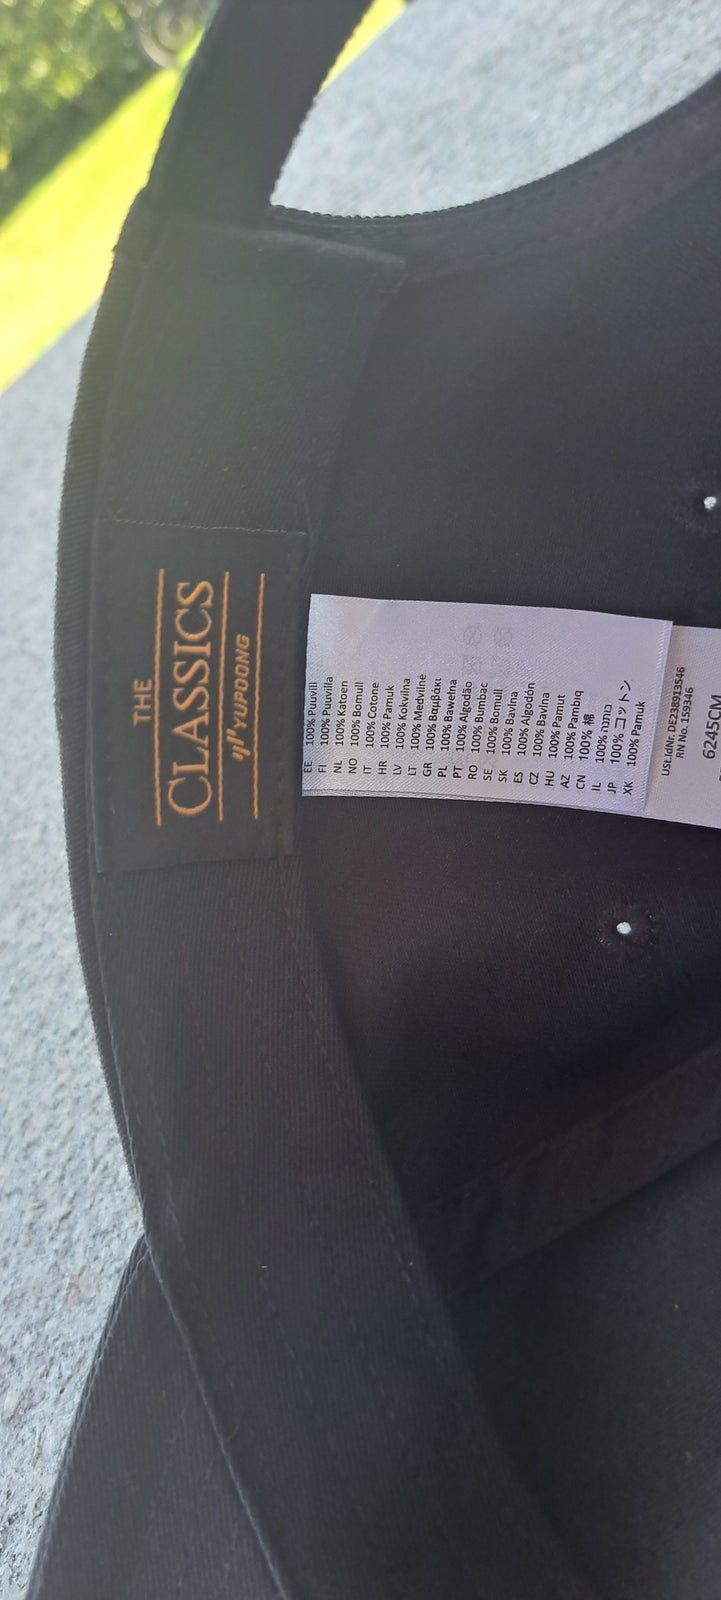 THE
CLASSICS
YUPOONG
EE 100% Puuvill
FI 100% Puuvilla
NL 100% Katoen
NO 100% Bomull
IT 100% Cotone
HR 100% Pamuk
LV 100% Kokvilna
LT 100% Medvilnė
GR 100% Βαμβάκι
PL 100% Bawełna
PT 100% Algodão
RO 100% Bumbac
SE 100% Bomull
SK 100% Bavlna
ES 100% Algodón
CZ 100% Bavlna
HU 100% Pamut
AZ 100% Pambıq
CN 100% 棉
IL 100% כותנה
JP 100% コットン
XK 100% Pamuk
USt.IdNr. DE238913546
RN No. 159346
6245CM